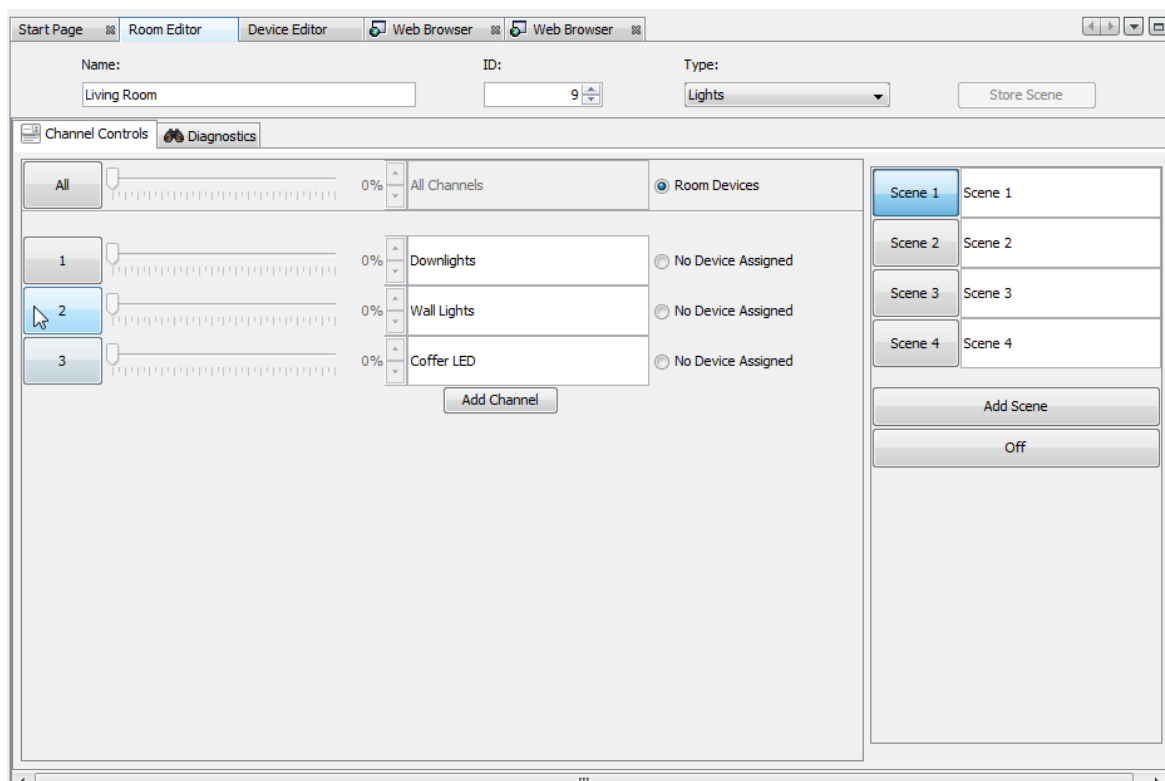 Start Page Room Editor Device Editor Web Browser Web Browser
Name: ID: Type:
Living Room 9 Lights Store Scene
Channel Controls Diagnostics
All 0% All Channels Room Devices
1 0% Downlights No Device Assigned
2 0% Wall Lights No Device Assigned
3 0% Coffer LED No Device Assigned
Add Channel
Scene 1 Scene 1
Scene 2 Scene 2
Scene 3 Scene 3
Scene 4 Scene 4
Add Scene
Off